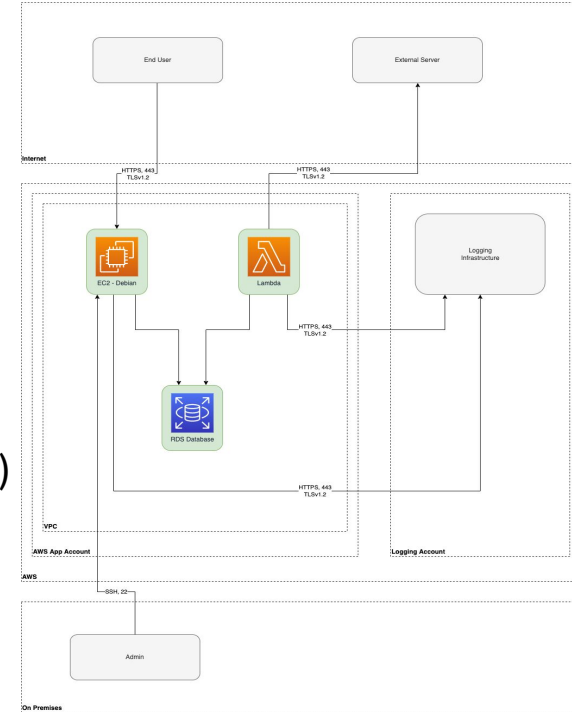 End User
External Server
Internet
HTTPS, 443
TLSv1.2
HTTPS, 443
TLSv1.2
EC2 - Debian
Lambda
Logging
Infrastructure
HTTPS, 443
TLSv1.2
RDS Database
)
HTTPS, 443
TLSv1.2
VPC
AWS App Account
Logging Account
AWS
SSH, 22
Admin
On Premises